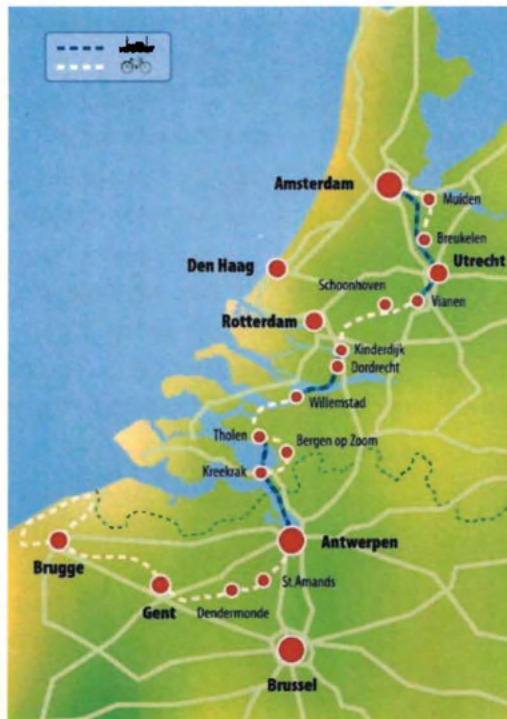 Amsterdam
Muiden
Breukelen
Den Haag
Utrecht
Schoonhoven
Vianen
Rotterdam
Kinderdijk
Dordrecht
Willemstad
Tholen
Bergen op Zoom
Kreekrak
Antwerpen
Brugge
St.Amands
Gent
Dendermonde
Brussel